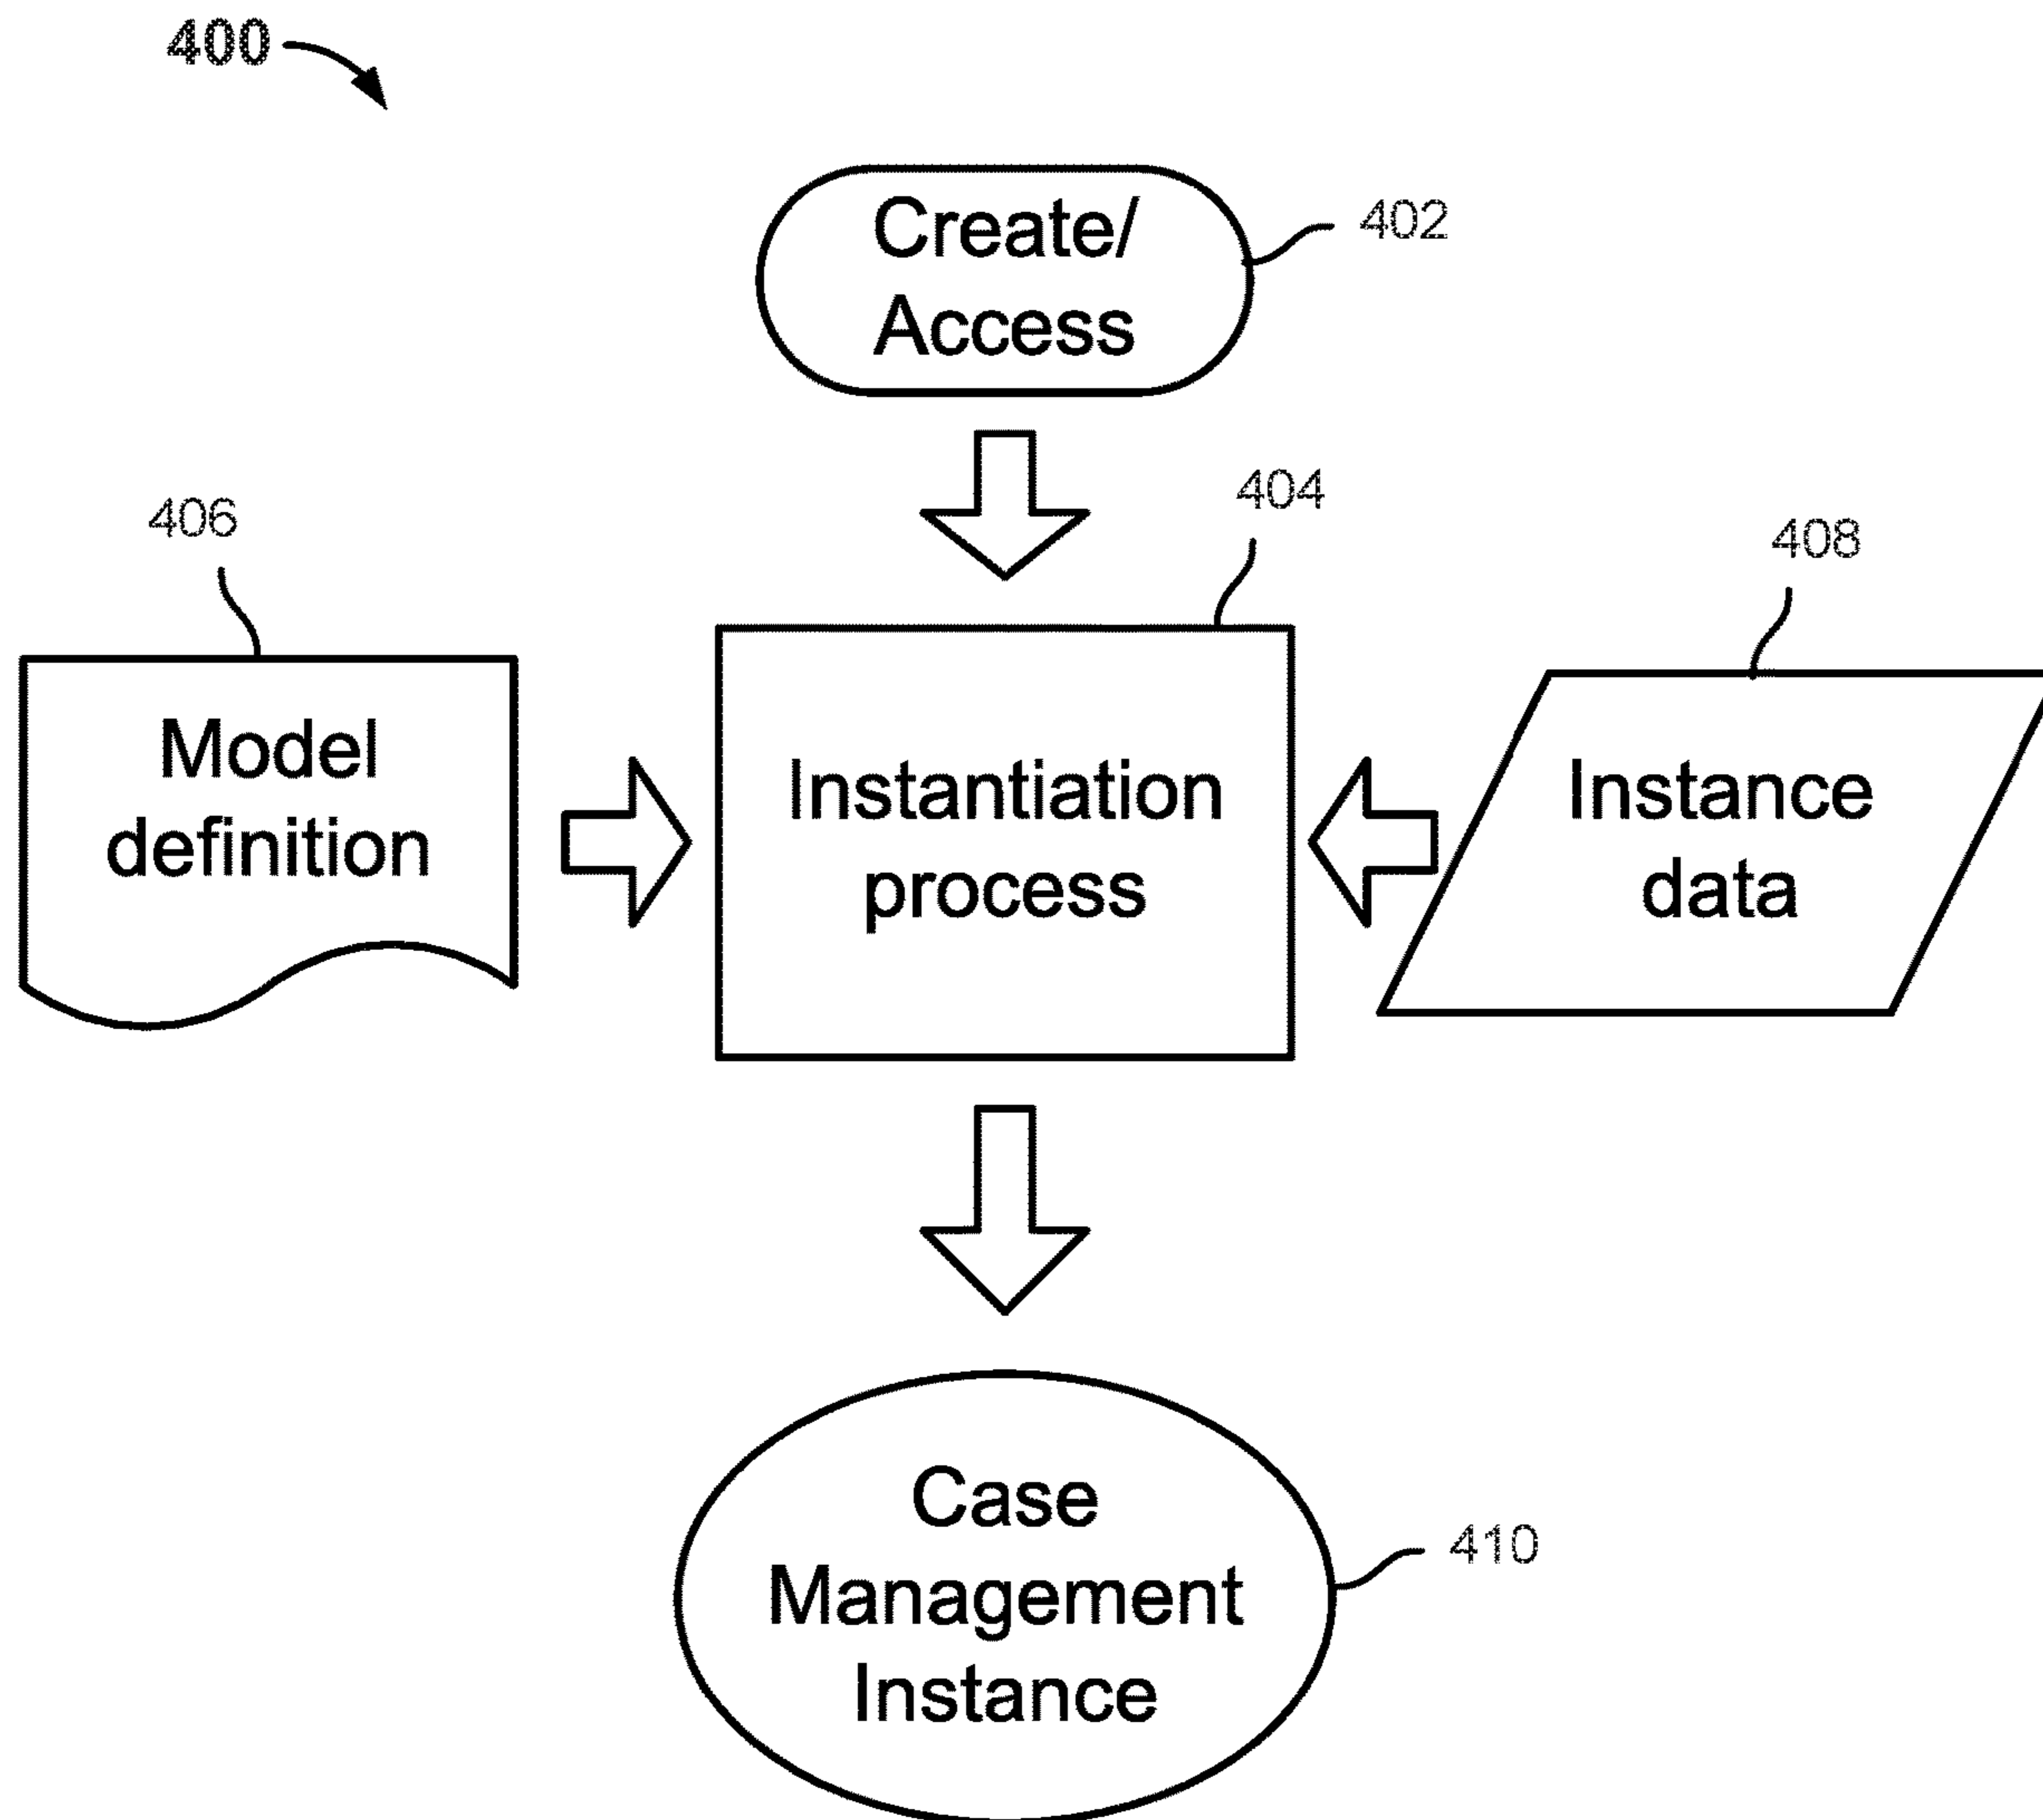 400
Create/
Access
402
404
406
408
Model
definition
Instantiation
process
Instance
data
Case
Management
Instance
410